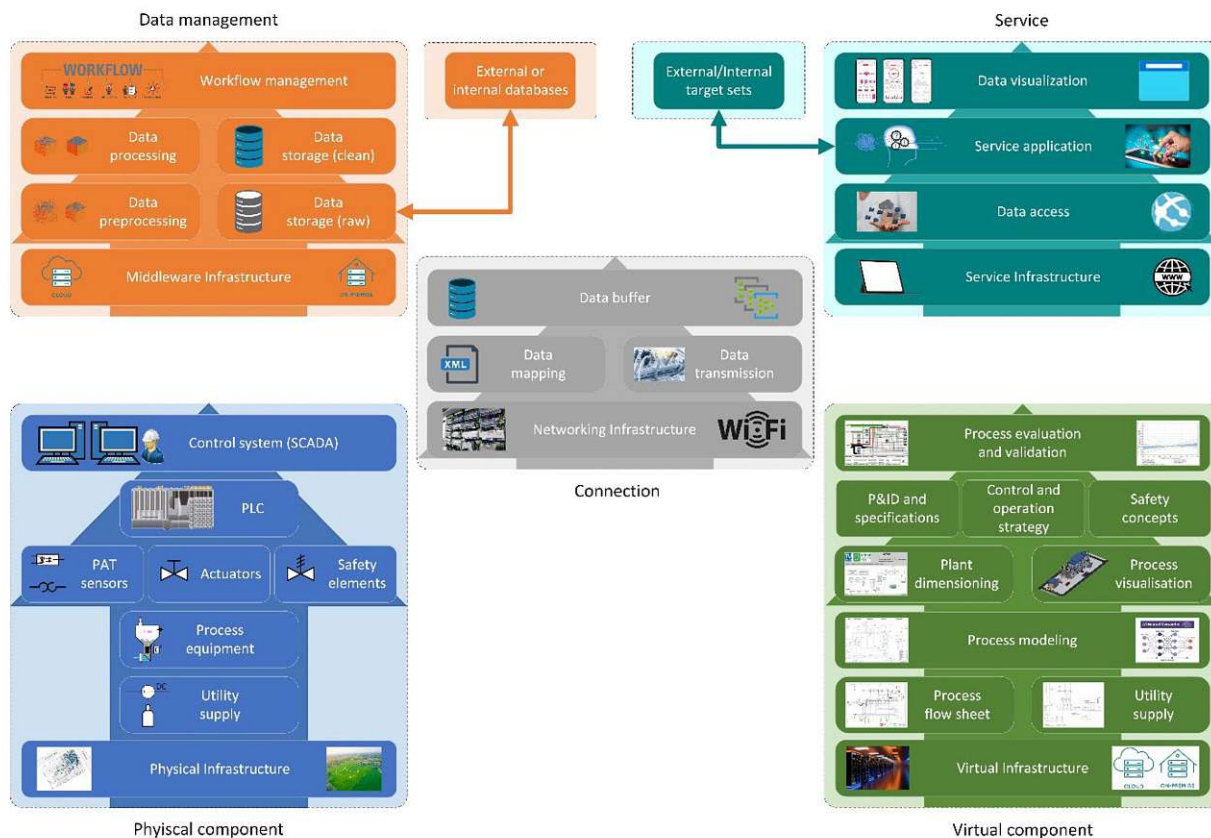 Data management
WORKFLOW
Workflow management
Data
processing
Data
storage (clean)
Data
preprocessing
Data
storage (raw)
Middleware Infrastructure
CLOUD
ON-PREMISE
External or
internal databases
External/Internal
target sets
Service
Data visualization
Service application
Data access
Service Infrastructure
WWW
Data buffer
XML
Data
mapping
Data
transmission
Networking Infrastructure
WiFi
Connection
Control system (SCADA)
PLC
PAT
sensors
Actuators
Safety
elements
Process
equipment
DC
Utility
supply
Physical Infrastructure
Phyiscal component
Process evaluation
and validation
P&ID and
specifications
Control and
operation
strategy
Safety
concepts
Plant
dimensioning
Process
visualisation
Process modeling
Process
flow sheet
Utility
supply
Virtual Infrastructure
CLOUD
ON-PREMISE
Virtual component